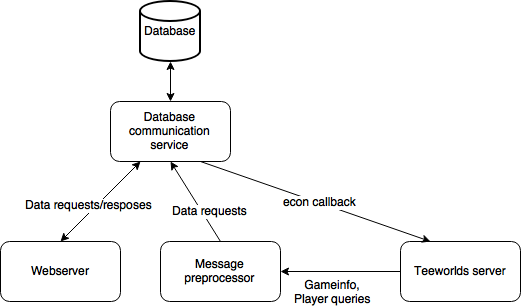 Database
Database
communication
service
Data requests/resposes
Data requests
econ callback
Webserver
Message
preprocessor
Teeworlds server
Gameinfo,
Player queries